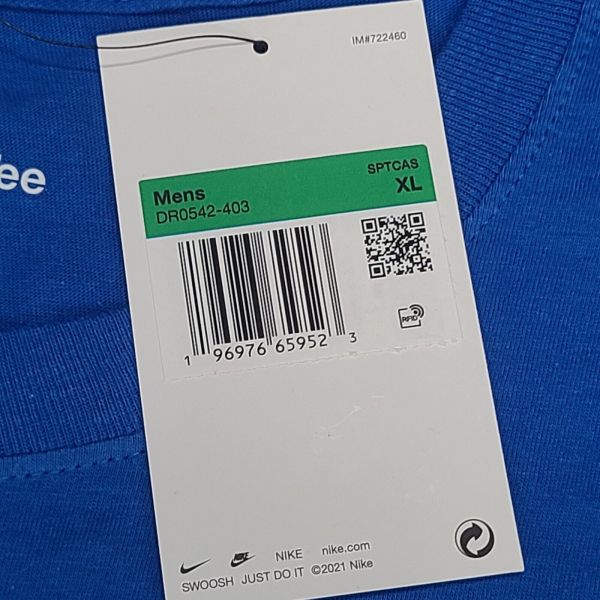 IM#722460
ee
SPTCAS
Mens XL
DR0542-403
1 96976 65952 3
RFID
NIKE nike.com
SWOOSH JUST DO IT ©2021 Nike